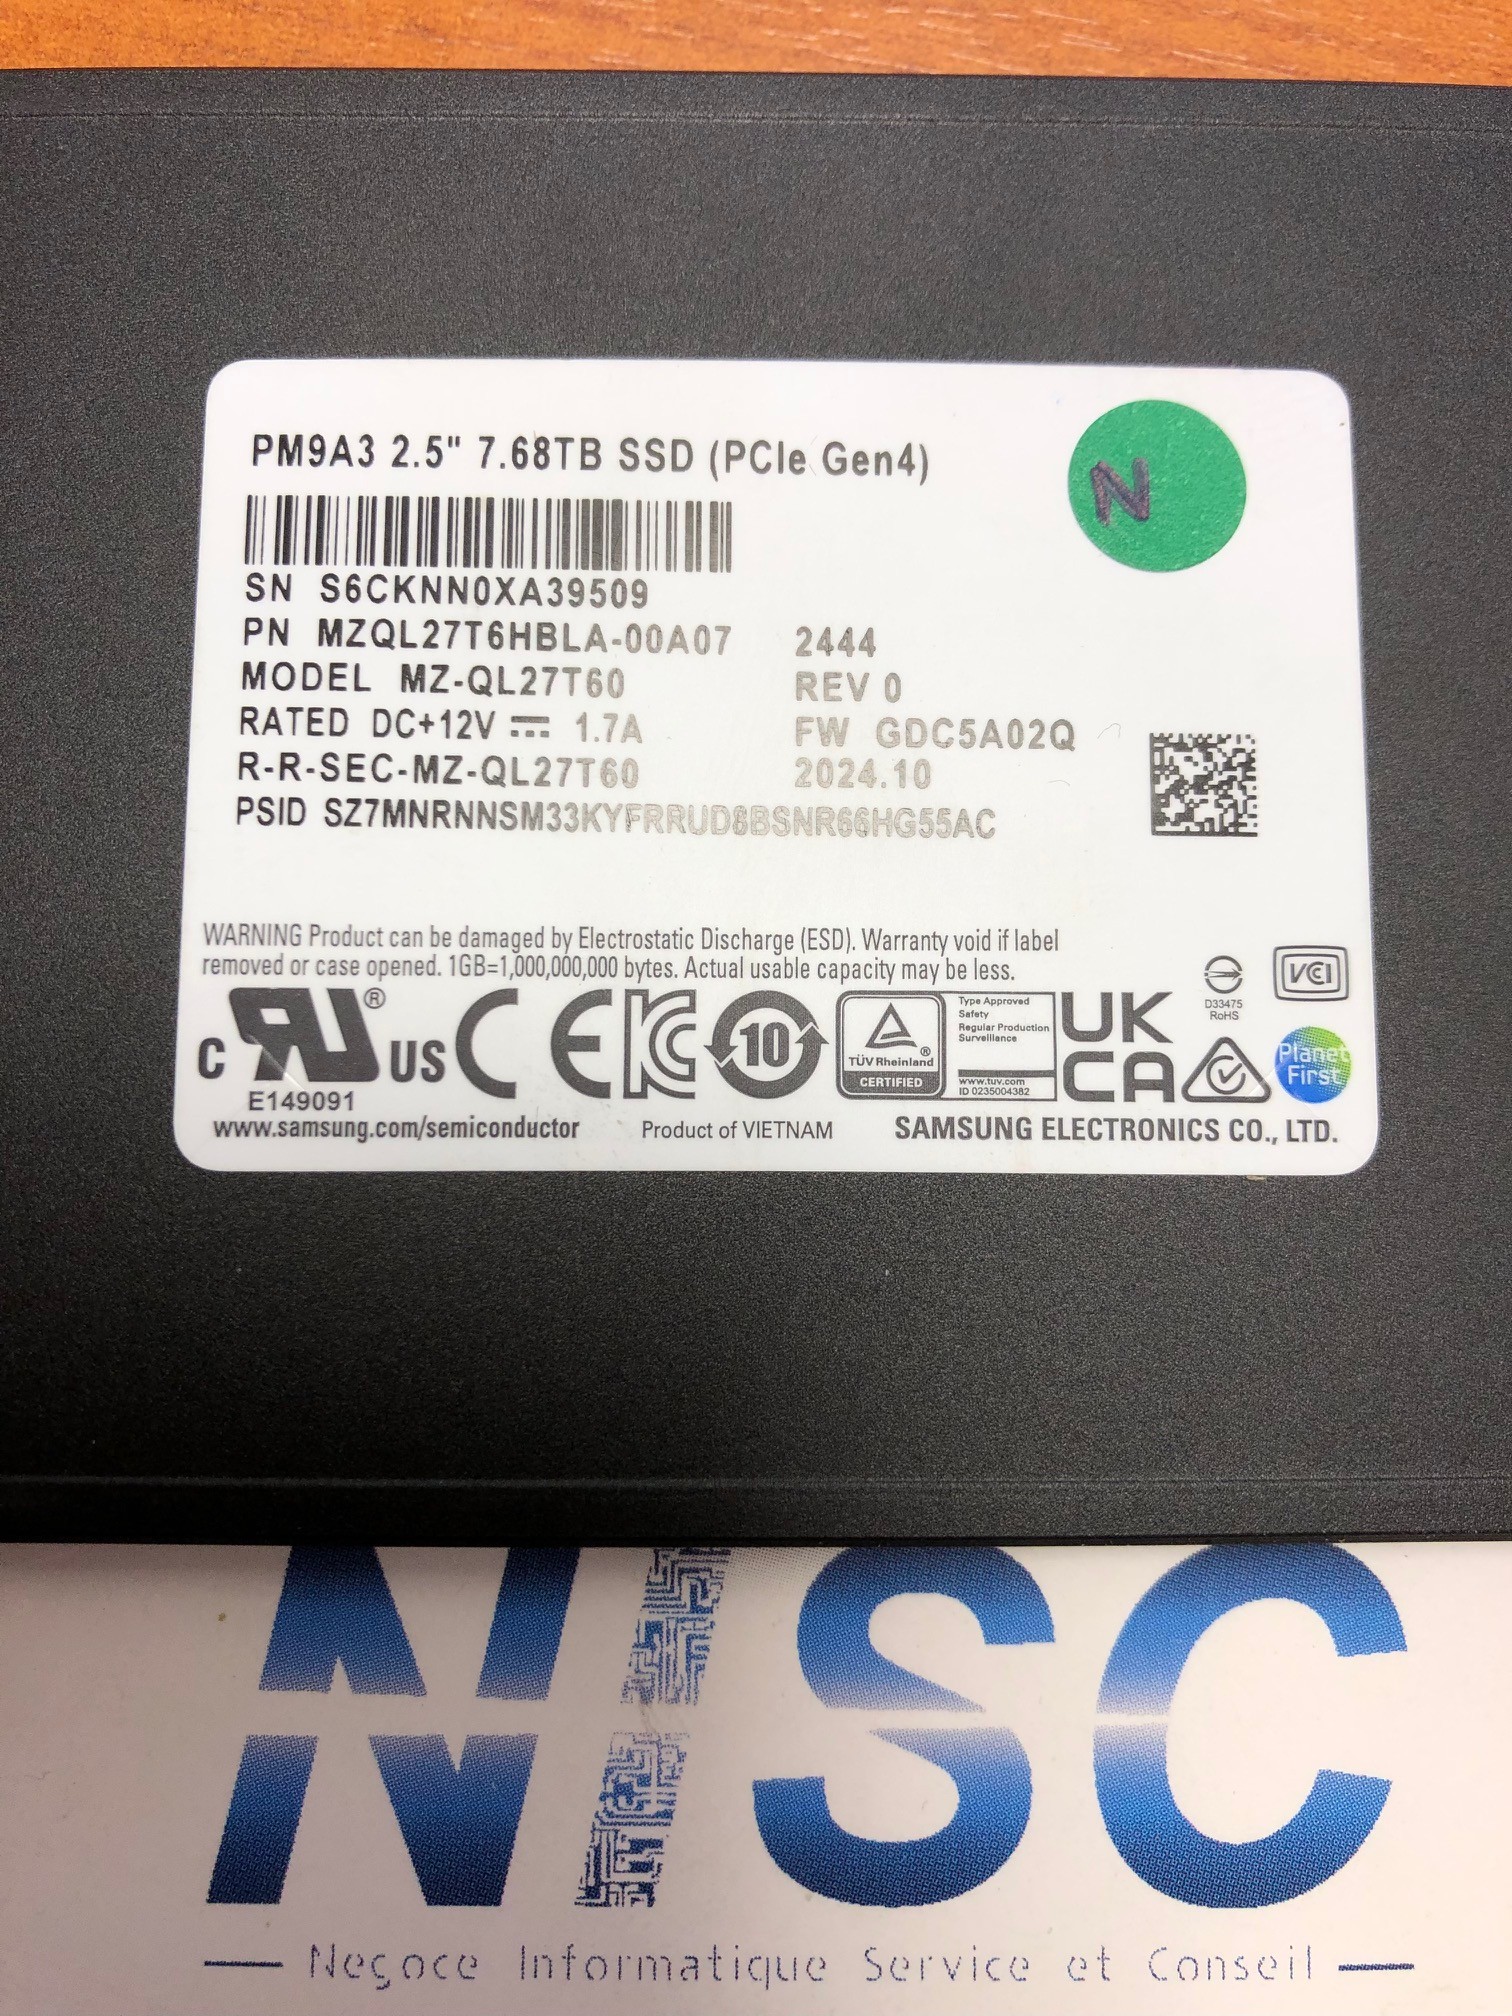 PM9A3 2.5" 7.68TB SSD (PCIe Gen4)
N
SN S6CKNN0XA39509
PN MZQL27T6HBLA-00A07 2444
MODEL MZ-QL27T60 REV 0
RATED DC+12V ⎓ 1.7A FW GDC5A02Q
R-R-SEC-MZ-QL27T60 2024.10
PSID SZ7MNRNNSM33KYFRRUD8BSNR66HG55AC
WARNING Product can be damaged by Electrostatic Discharge (ESD). Warranty void if label
removed or case opened. 1GB=1,000,000,000 bytes. Actual usable capacity may be less.
VCI
D33475
RoHS
c RU ® US CE KC 10
TÜVRheinland ®
CERTIFIED
Type Approved
Safety
Regular Production
Surveillance
www.tuv.com
ID 0235004382
UK
CA
Planet
First
E149091
www.samsung.com/semiconductor Product of VIETNAM SAMSUNG ELECTRONICS CO., LTD.
NISC
Negoce Informatique Service et Conseil